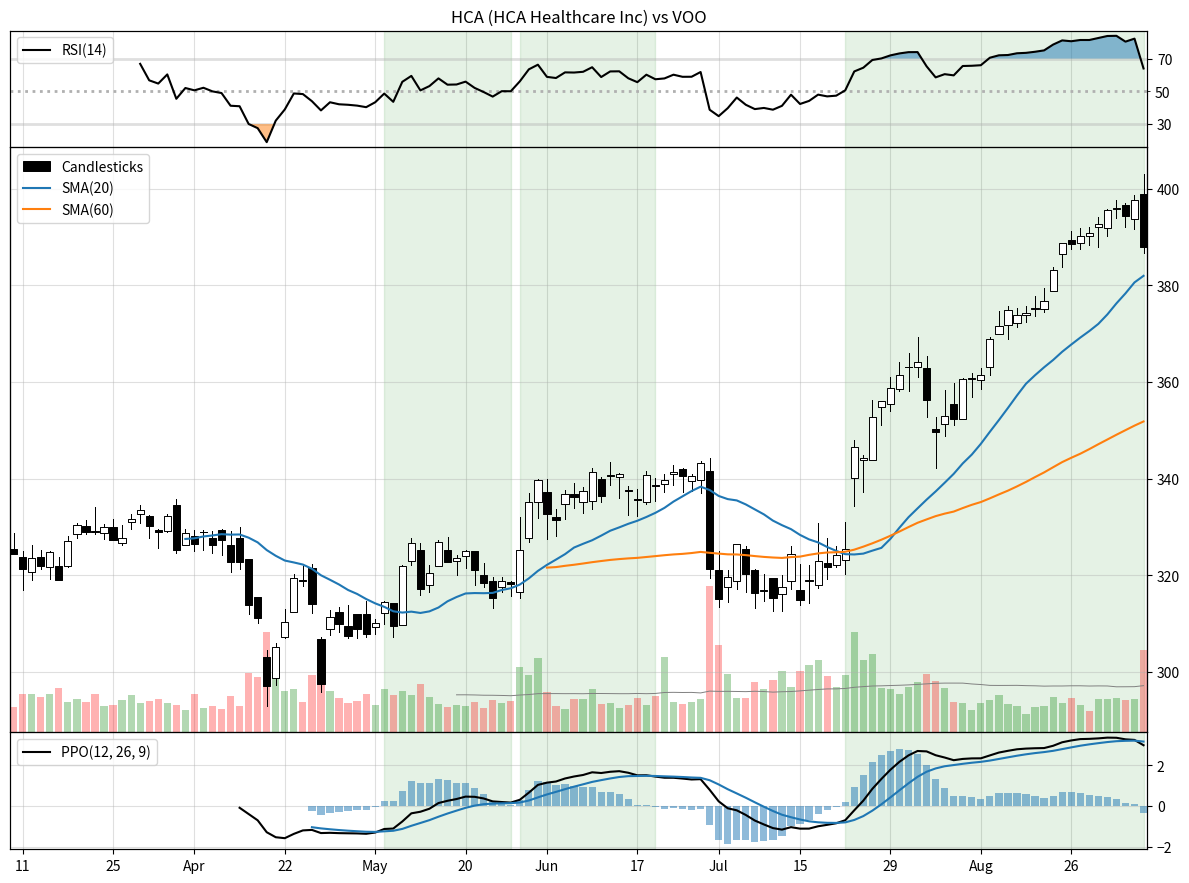 HCA (HCA Healthcare Inc) vs VOO
RSI(14)
70
50
30
Candlesticks
SMA(20)
SMA(60)
400
380
360
340
320
300
PPO(12, 26, 9)
2
0
−2
11 25 Apr 22 May 20 Jun 17 Jul 15 29 Aug 26